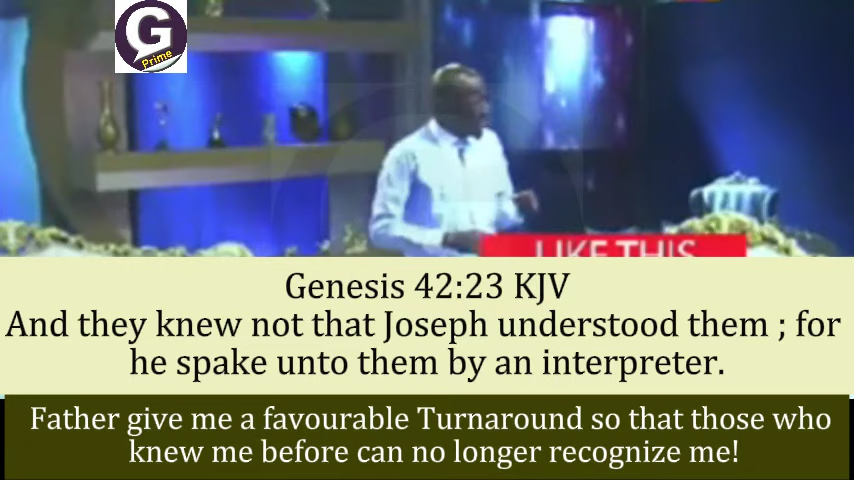 G
Prime
LIKE THIS
Genesis 42:23 KJV
And they knew not that Joseph understood them ; for
he spake unto them by an interpreter.
Father give me a favourable Turnaround so that those who
knew me before can no longer recognize me!